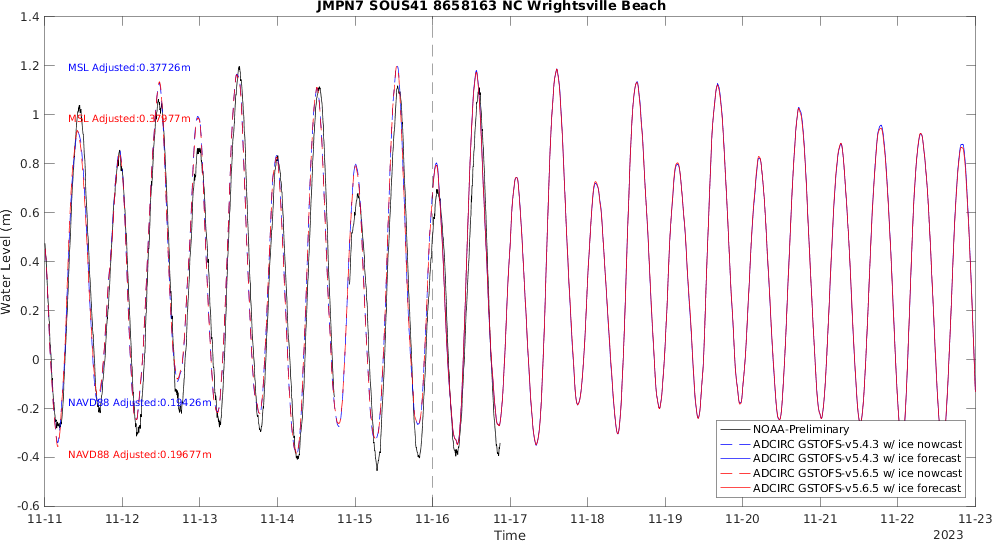 JMPN7 SOUS41 8658163 NC Wrightsville Beach
1.4
1.2
1
0.8
0.6
0.4
0.2
0
-0.2
-0.4
-0.6
Water Level (m)
MSL Adjusted:0.37726m
MSL Adjusted:0.37977m
NAVD88 Adjusted:0.19426m
NAVD88 Adjusted:0.19677m
NOAA-Preliminary
ADCIRC GSTOFS-v5.4.3 w/ ice nowcast
ADCIRC GSTOFS-v5.4.3 w/ ice forecast
ADCIRC GSTOFS-v5.6.5 w/ ice nowcast
ADCIRC GSTOFS-v5.6.5 w/ ice forecast
11-11 11-12 11-13 11-14 11-15 11-16 11-17 11-18 11-19 11-20 11-21 11-22 11-23
Time
2023